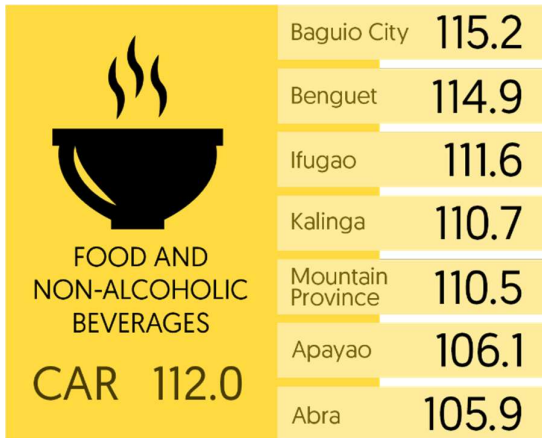 FOOD AND
NON-ALCOHOLIC
BEVERAGES
CAR 112.0
Baguio City 115.2
Benguet 114.9
Ifugao 111.6
Kalinga 110.7
Mountain
Province 110.5
Apayao 106.1
Abra 105.9